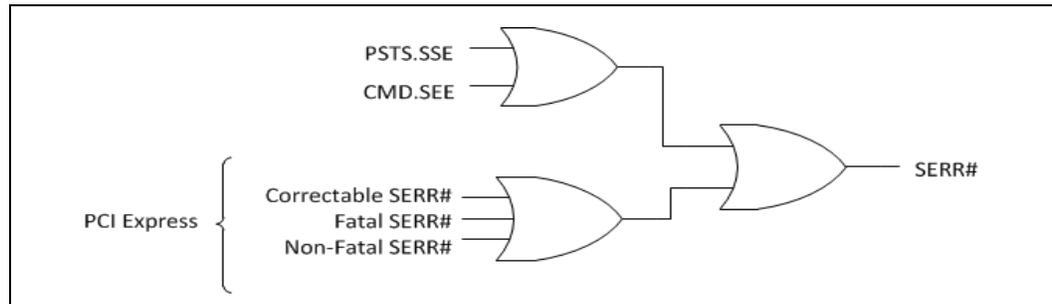 PSTS.SSE
CMD.SEE
SERR#
PCI Express
Correctable SERR#
Fatal SERR#
Non-Fatal SERR#